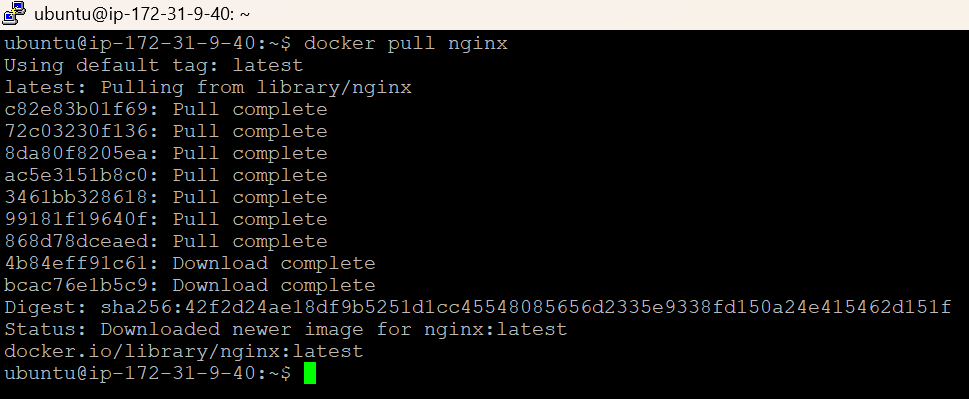 ubuntu@ip-172-31-9-40: ~
ubuntu@ip-172-31-9-40:~$ docker pull nginx
Using default tag: latest
latest: Pulling from library/nginx
c82e83b01f69: Pull complete
72c03230f136: Pull complete
8da80f8205ea: Pull complete
ac5e3151b8c0: Pull complete
3461bb328618: Pull complete
99181f19640f: Pull complete
868d78dceaed: Pull complete
4b84eff91c61: Download complete
bcac76e1b5c9: Download complete
Digest: sha256:42f2d24ae18df9b5251d1cc45548085656d2335e9338fd150a24e415462d151f
Status: Downloaded newer image for nginx:latest
docker.io/library/nginx:latest
ubuntu@ip-172-31-9-40:~$